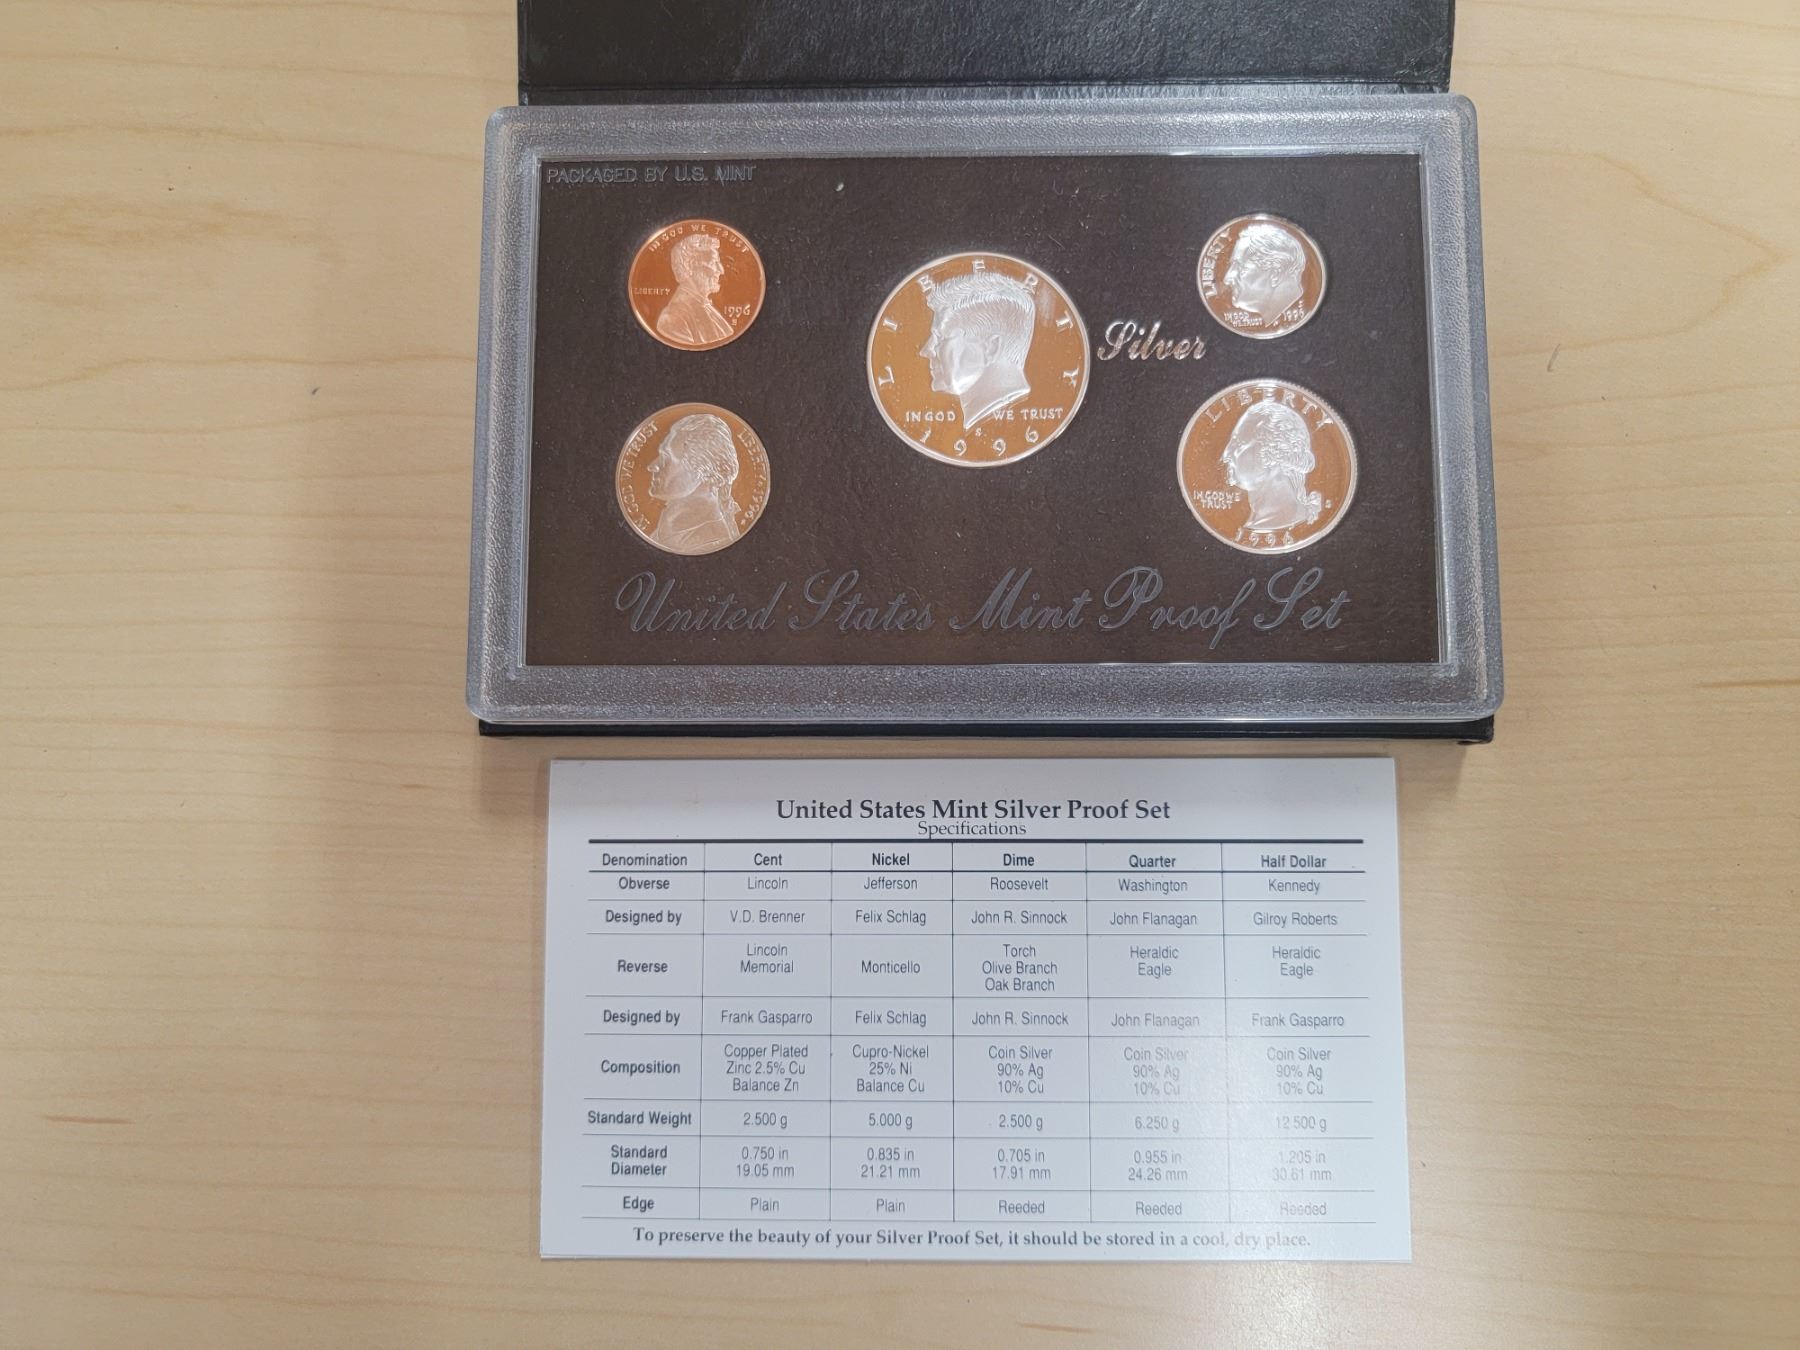 PACKAGED BY U.S. MINT
IN GOD WE TRUST
LIBERTY
1996
S
LIBERTY
IN GOD WE TRUST
S
1996
Silver
LIBERTY
IN GOD
WE TRUST
1996
IN GOD WE TRUST
LIBERTY 1996
LIBERTY
IN GOD WE
TRUST
S
1996
United States Mint Proof Set
United States Mint Silver Proof Set
Specifications
Denomination Cent Nickel Dime Quarter Half Dollar
Obverse Lincoln Jefferson Roosevelt Washington Kennedy
Designed by V.D. Brenner Felix Schlag John R. Sinnock John Flanagan Gilroy Roberts
Reverse Lincoln Memorial Monticello Torch Olive Branch Oak Branch Heraldic Eagle Heraldic Eagle
Designed by Frank Gasparro Felix Schlag John R. Sinnock John Flanagan Frank Gasparro
Composition Copper Plated Zinc 2.5% Cu Balance Zn Cupro-Nickel 25% Ni Balance Cu Coin Silver 90% Ag 10% Cu Coin Silver 90% Ag 10% Cu Coin Silver 90% Ag 10% Cu
Standard Weight 2.500 g 5.000 g 2.500 g 6.250 g 12.500 g
Standard Diameter 0.750 in 19.05 mm 0.835 in 21.21 mm 0.705 in 17.91 mm 0.955 in 24.26 mm 1.205 in 30.61 mm
Edge Plain Plain Reeded Reeded Reeded
To preserve the beauty of your Silver Proof Set, it should be stored in a cool, dry place.